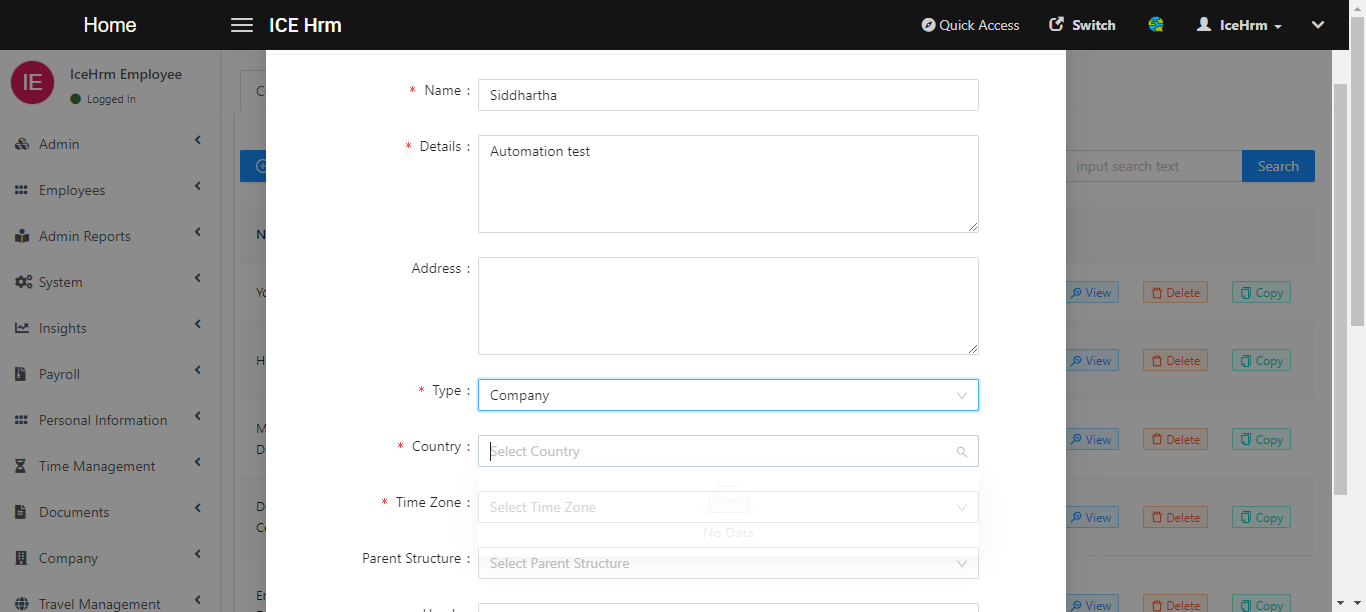 Home
ICE Hrm
Quick Access
Switch
IceHrm
IE
IceHrm Employee
Logged In
Admin
Employees
Admin Reports
System
Insights
Payroll
Personal Information
Time Management
Documents
Company
Travel Management
* Name :
Siddhartha
* Details :
Automation test
Address :
* Type :
Company
* Country :
Select Country
* Time Zone :
Select Time Zone
No Data
Parent Structure :
Select Parent Structure
input search text
Search
View
Delete
Copy
View
Delete
Copy
View
Delete
Copy
View
Delete
Copy
View
Delete
Copy